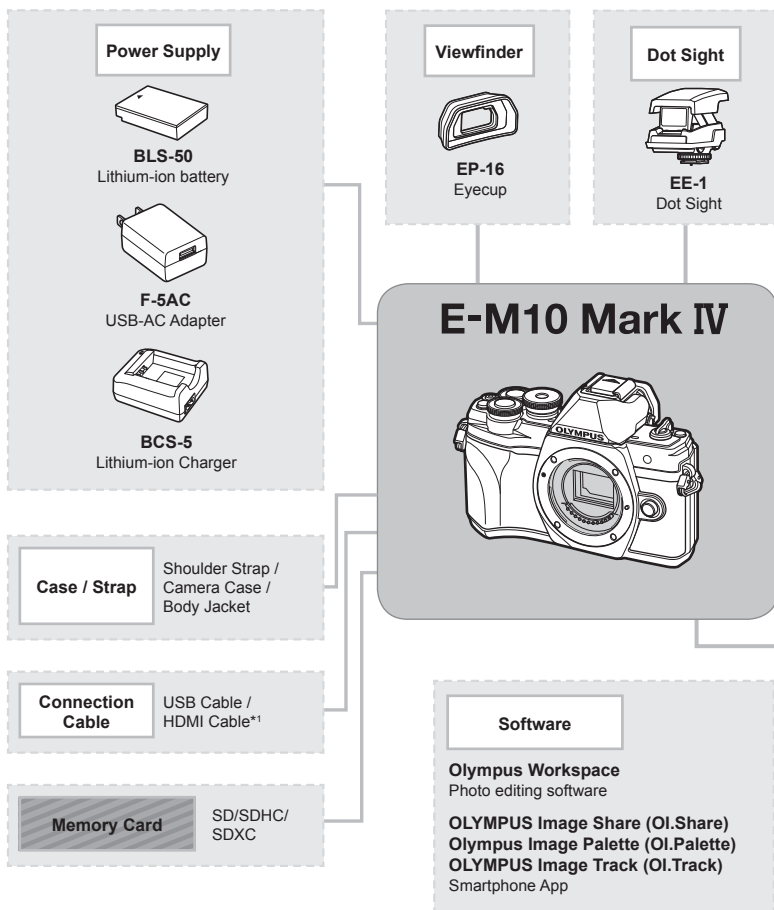 Power Supply
BLS-50
Lithium-ion battery
F-5AC
USB-AC Adapter
BCS-5
Lithium-ion Charger
Viewfinder
EP-16
Eyecup
Dot Sight
EE-1
Dot Sight
E-M10 Mark IV
OLYMPUS
Case / Strap
Shoulder Strap /
Camera Case /
Body Jacket
Connection
Cable
USB Cable /
HDMI Cable*1
Memory Card
SD/SDHC/
SDXC
Software
Olympus Workspace
Photo editing software
OLYMPUS Image Share (OI.Share)
Olympus Image Palette (OI.Palette)
OLYMPUS Image Track (OI.Track)
Smartphone App